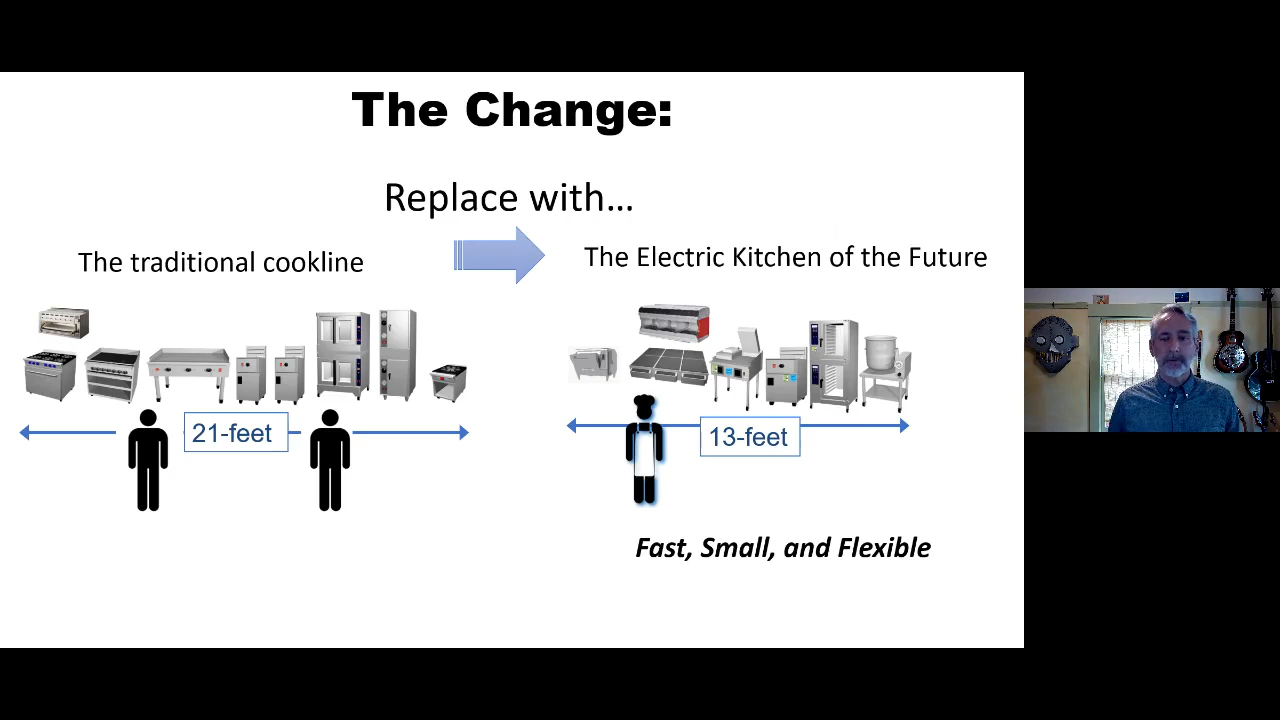 The Change:
Replace with...
The traditional cookline
The Electric Kitchen of the Future
21-feet
13-feet
Fast, Small, and Flexible